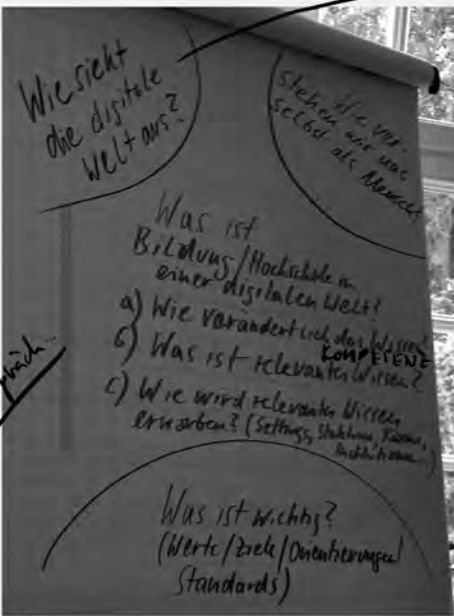 Wie sieht
die digitale
Welt aus?
Wie ver-
stehen wir uns
selbst als Mensch
Was ist
Bildung/Hochschule in
einer digitalen Welt?
a) Wie verändert sich das Wissen?
b) Was ist relevantes Wissen?
KOMPETENZ
c) Wie wird relevantes Wissen
erworben? (Settings, Strukturen,
Was ist wichtig?
(Werte/Ziele/Orientierungen/
Standards)